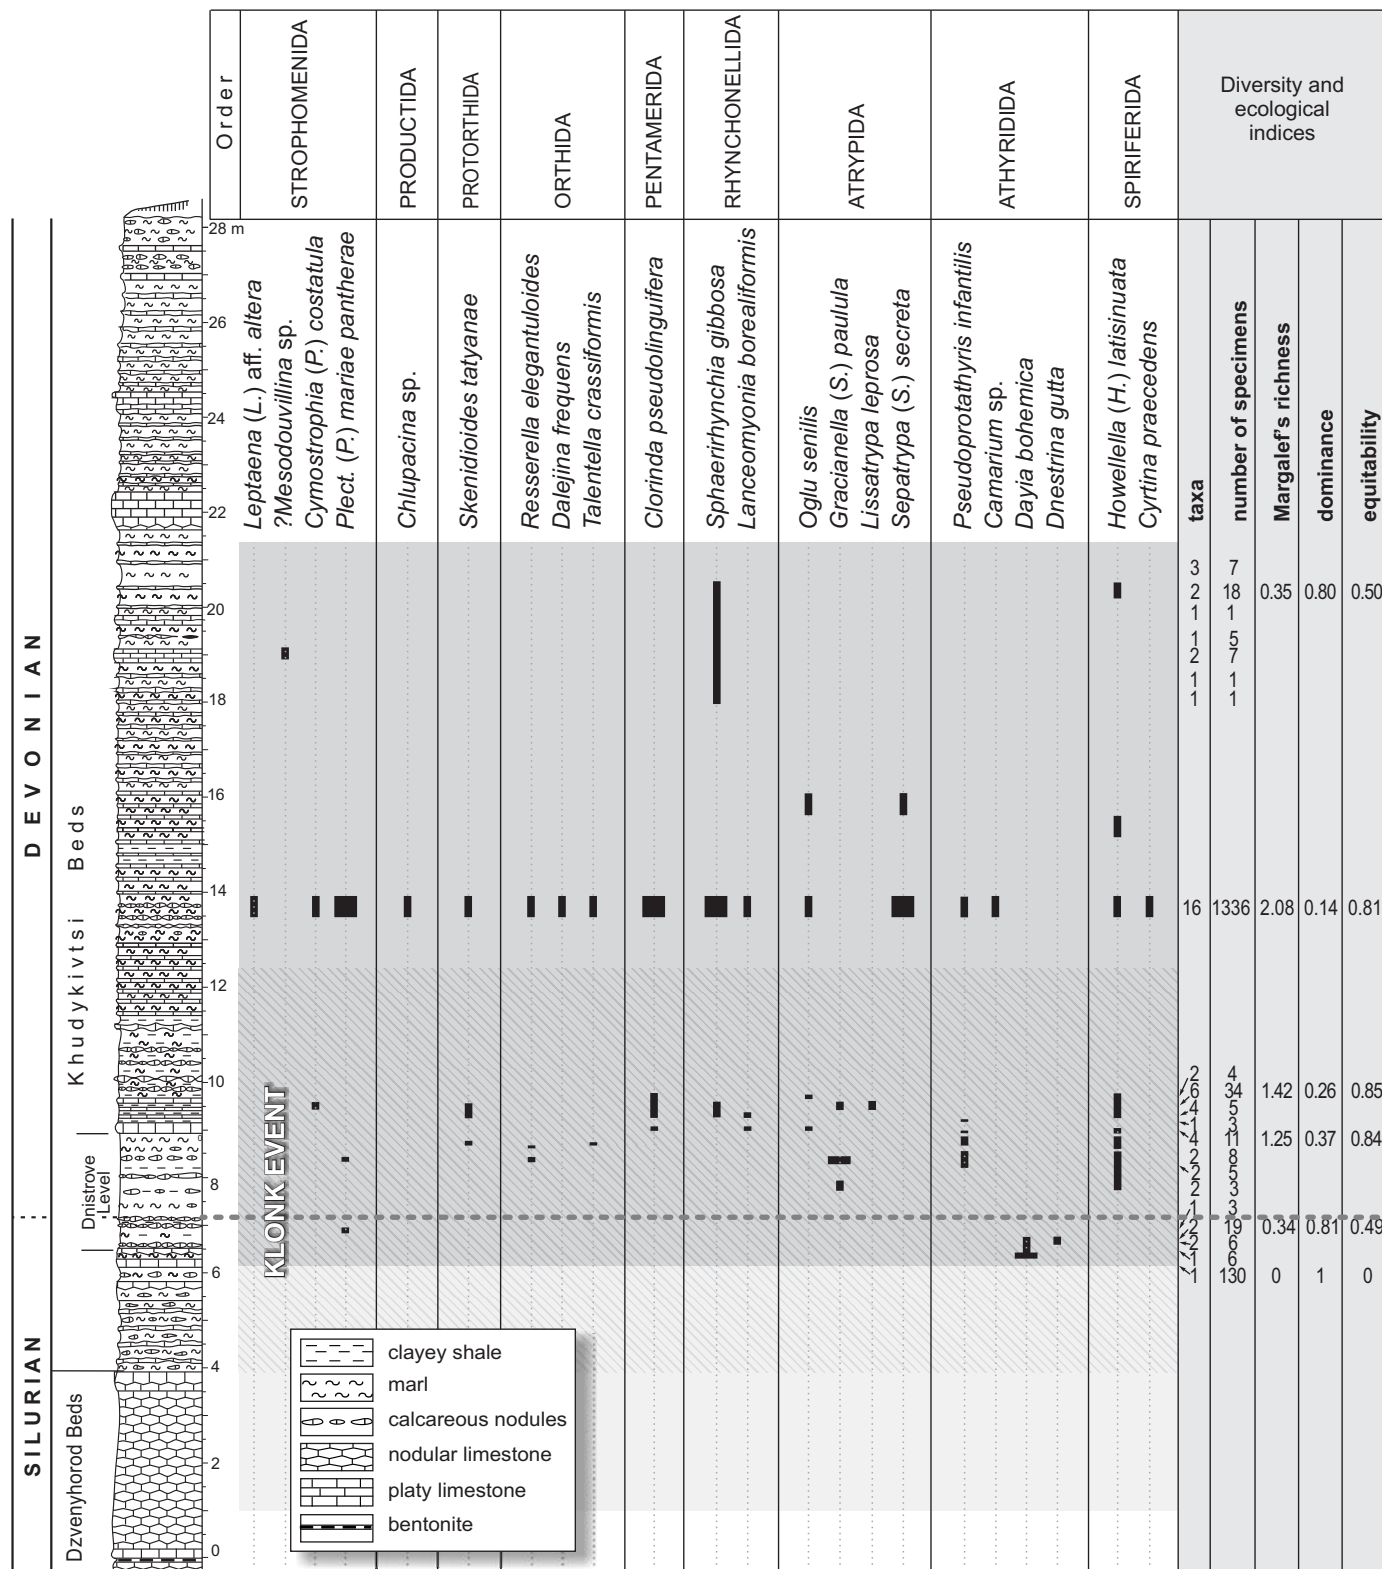 Order
STROPHOMENIDA
PRODUCTIDA
PROTORTHIDA
ORTHIDA
PENTAMERIDA
RHYNCHONELLIDA
ATRYPIDA
ATHYRIDIDA
SPIRIFERIDA
Diversity and
ecological
indices
Leptaena (L.) aff. altera
?Mesodouvillina sp.
Cymostrophia (P.) costatula
Plect. (P.) mariae pantherae
Chlupacina sp.
Skenidioides tatyanae
Resserella elegantuloides
Dalejina frequens
Talentella crassiformis
Clorinda pseudolinguifera
Sphaerirhynchia gibbosa
Lanceomyonia borealiformis
Oglu senilis
Gracianella (S.) paulula
Lissatrypa leprosa
Septatrypa (S.) secreta
Pseudoprotathyris infantilis
Camarium sp.
Dayia bohemica
Dnestrina gutta
Howellella (H.) latisinuata
Cyrtina praecedens
taxa
number of specimens
Margalef's richness
dominance
equitability
28 m
26
24
22
20
18
16
14
12
10
8
6
4
2
0
DEVONIAN
SILURIAN
Khudykivtsi Beds
Dnistrove
Level
Dzvenyhorod Beds
KLONK EVENT
3 7
2 18 0.35 0.80 0.50
1 1
1 5
2 7
1 1
1 1
16 1336 2.08 0.14 0.81
2 4
6 34 1.42 0.26 0.85
4 5
1 3
4 11 1.25 0.37 0.84
2 8
2 5
2 3
1 3
2 19 0.34 0.81 0.49
2 6
1 6
1 130 0 1 0
clayey shale
marl
calcareous nodules
nodular limestone
platy limestone
bentonite